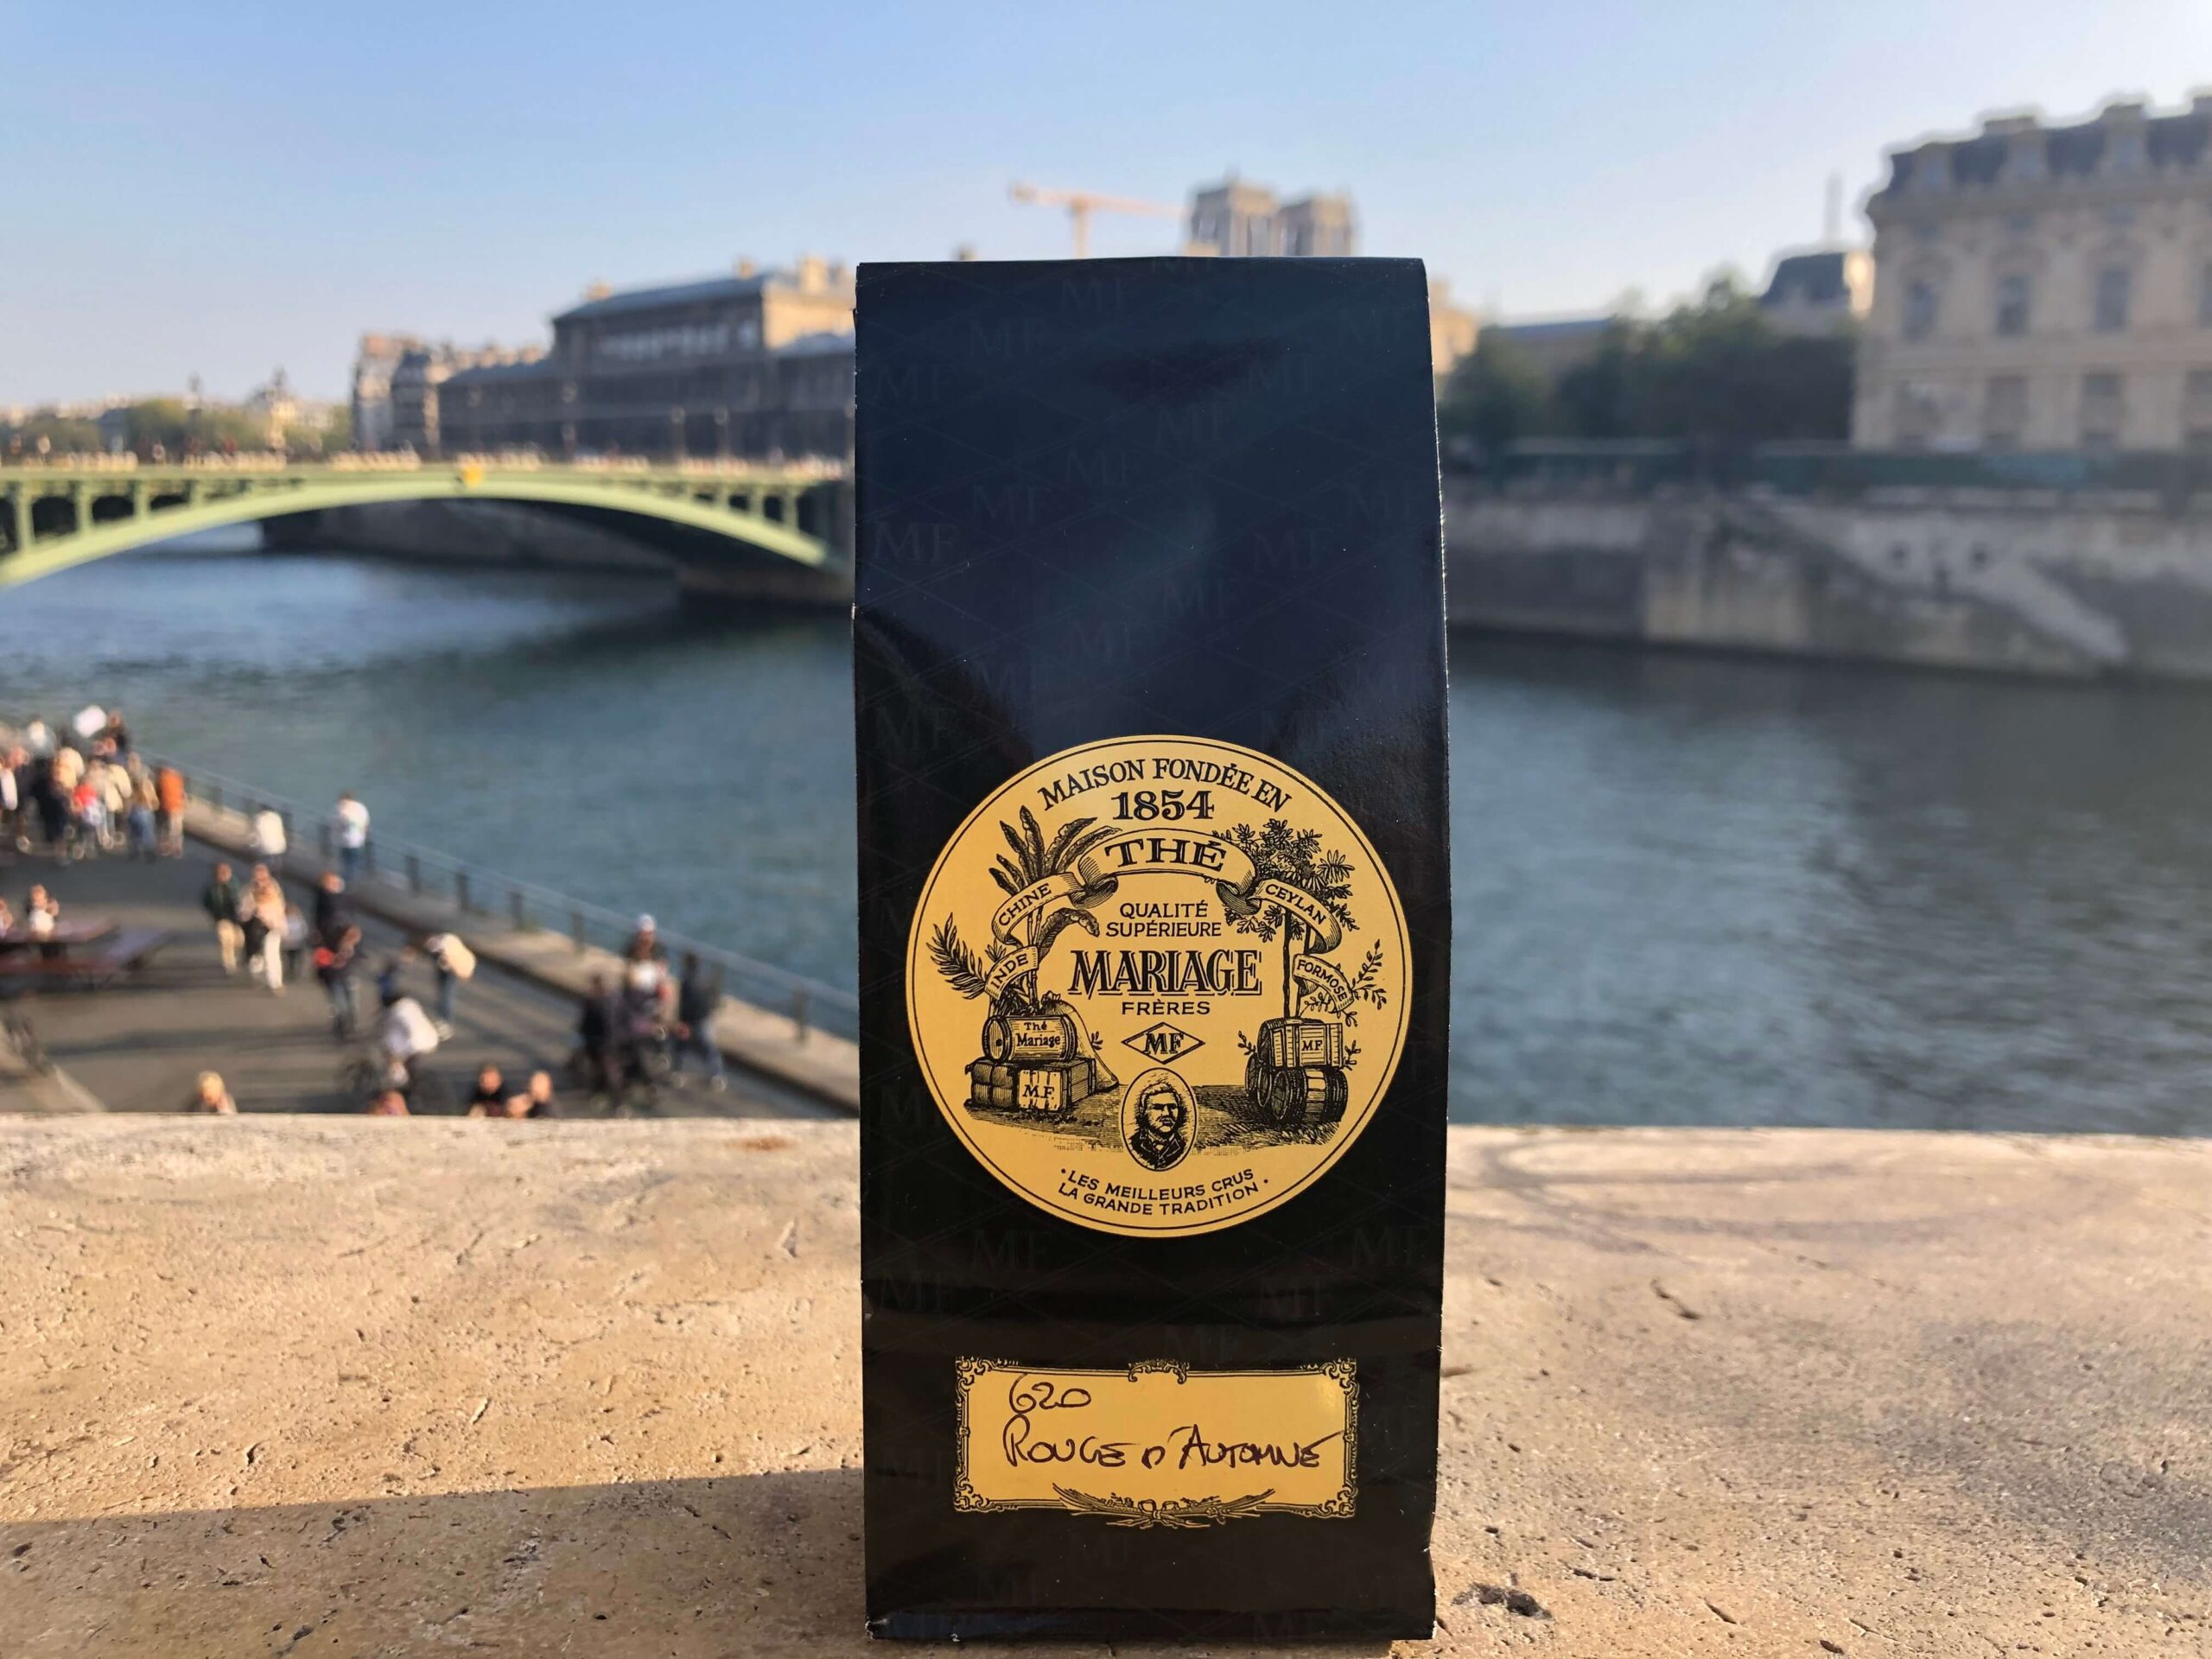 MAISON FONDÉE EN
1854
THÉ
CHINE
CEYLAN
QUALITÉ
SUPÉRIEURE
INDE
MARIAGE
FORMOSE
FRÈRES
Thé
Mariage
MF
MF
M.F.
• LES MEILLEURS CRUS
LA GRANDE TRADITION •
620
ROUGE D'AUTOMNE